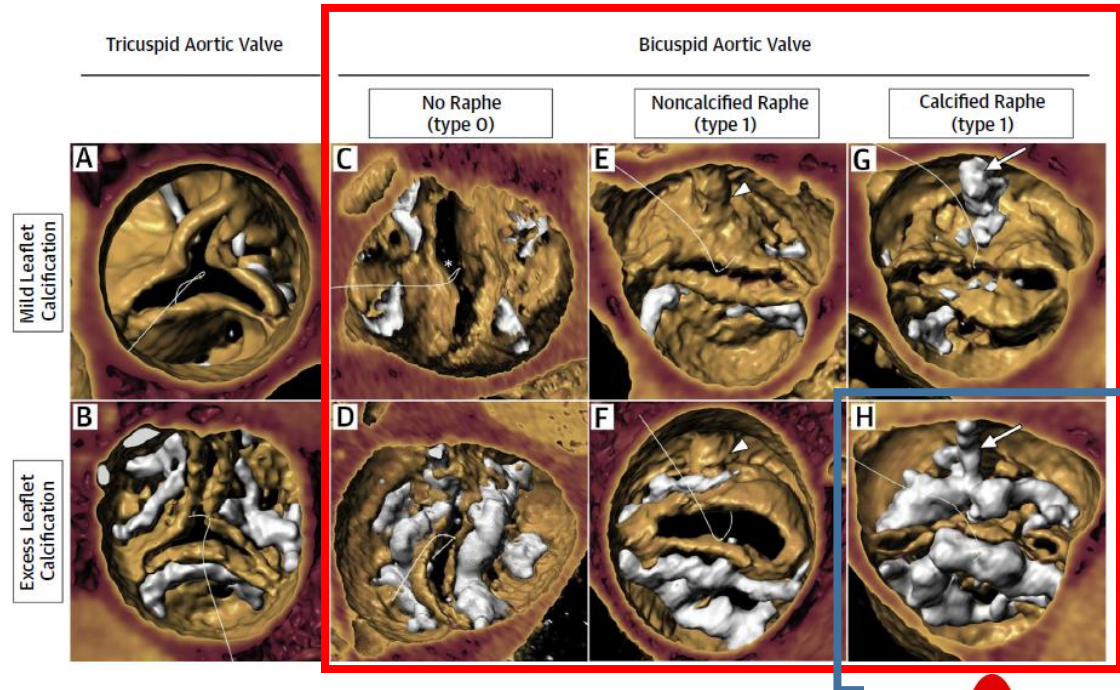 Tricuspid Aortic Valve
Bicuspid Aortic Valve
No Raphe
(type 0)
Noncalcified Raphe
(type 1)
Calcified Raphe
(type 1)
Mild Leaflet
Calcification
A
C
E
G
*
Excess Leaflet
Calcification
B
D
F
H